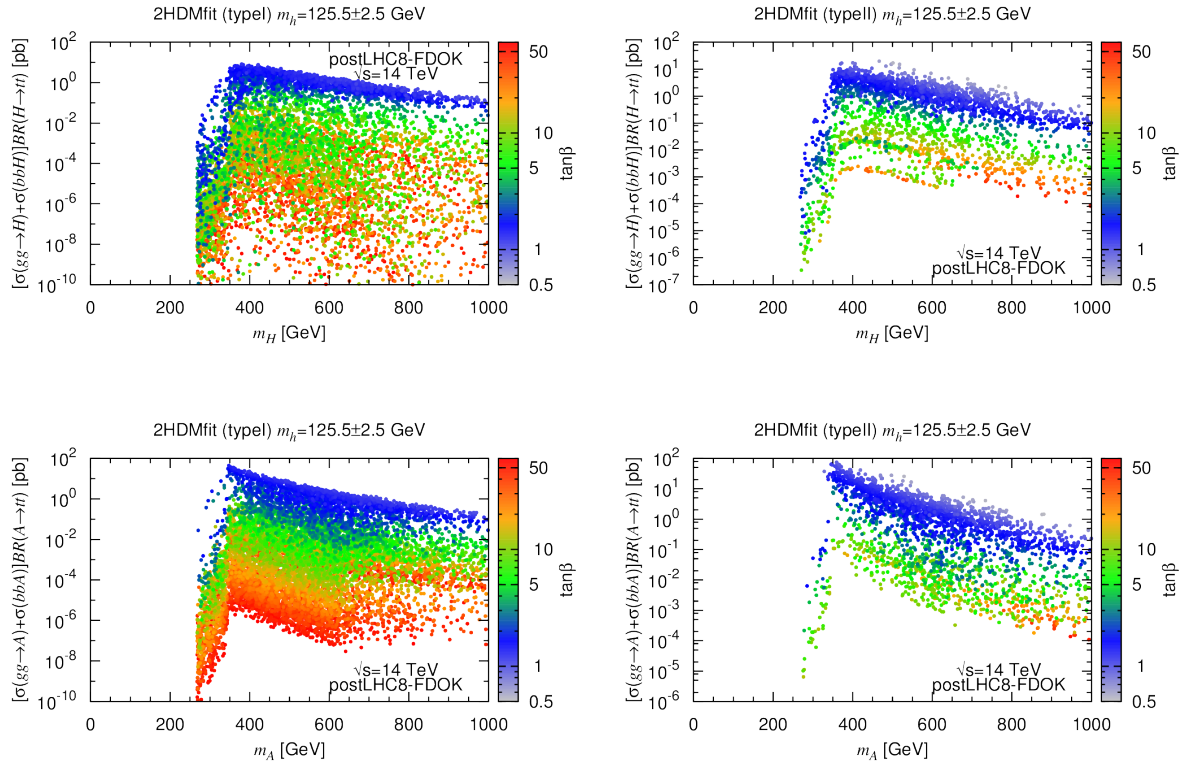 2HDMfit (typeI) m_h=125.5±2.5 GeV
[σ(gg→H)+σ(bbH)]BR(H→tt) [pb]
10^2
10^0
10^-2
10^-4
10^-6
10^-8
10^-10
postLHC8-FDOK
√s=14 TeV
0 200 400 600 800 1000
m_H [GeV]
50
10
5
1
0.5
tanβ
2HDMfit (typeII) m_h=125.5±2.5 GeV
[σ(gg→H)+σ(bbH)]BR(H→tt) [pb]
10^2
10^1
10^0
10^-1
10^-2
10^-3
10^-4
10^-5
10^-6
10^-7
√s=14 TeV
postLHC8-FDOK
0 200 400 600 800 1000
m_H [GeV]
50
10
5
1
0.5
tanβ
2HDMfit (typeI) m_h=125.5±2.5 GeV
[σ(gg→A)+σ(bbA)]BR(A→tt) [pb]
10^2
10^0
10^-2
10^-4
10^-6
10^-8
10^-10
√s=14 TeV
postLHC8-FDOK
0 200 400 600 800 1000
m_A [GeV]
50
10
5
1
0.5
tanβ
2HDMfit (typeII) m_h=125.5±2.5 GeV
[σ(gg→A)+σ(bbA)]BR(A→tt) [pb]
10^2
10^1
10^0
10^-1
10^-2
10^-3
10^-4
10^-5
10^-6
√s=14 TeV
postLHC8-FDOK
0 200 400 600 800 1000
m_A [GeV]
50
10
5
1
0.5
tanβ